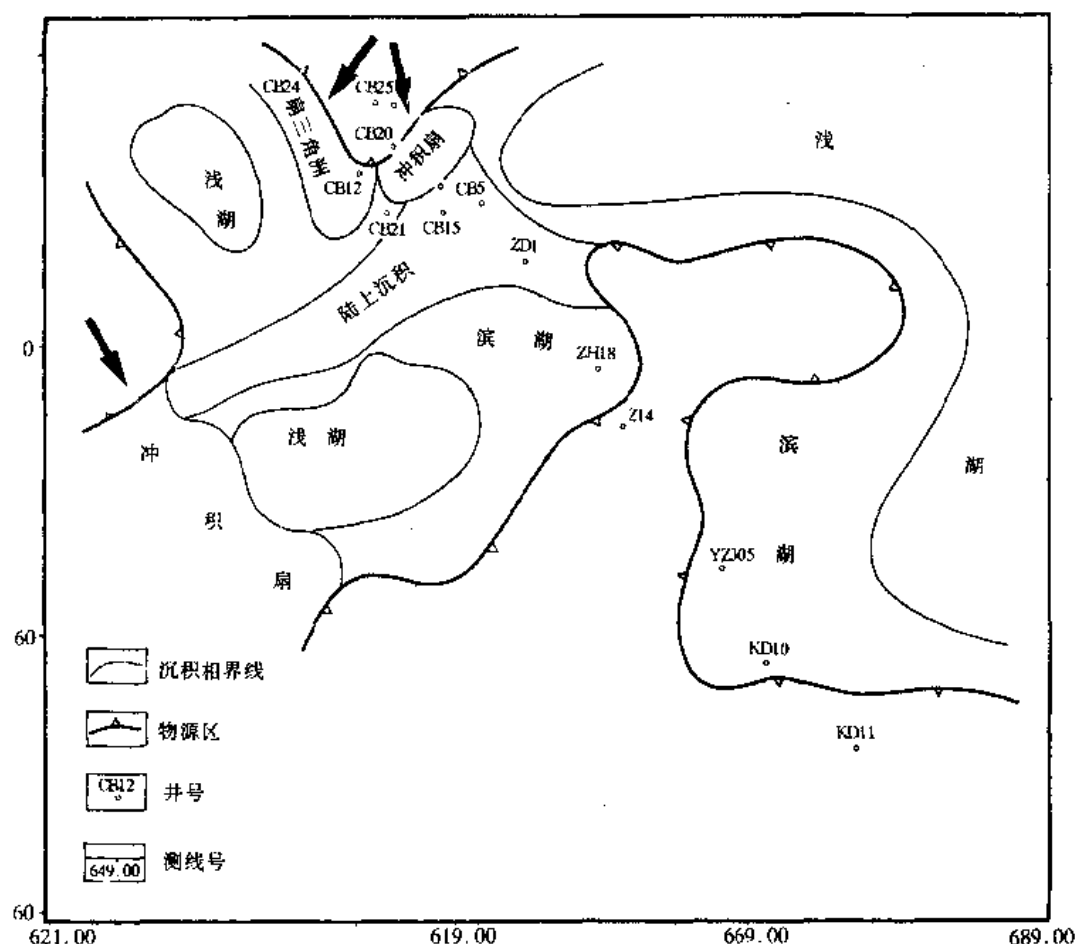 CB24
CB25
扇三角洲
CB20
冲积扇
浅
浅湖
CB12
CB5
CB21
CB15
ZD1
陆上沉积
0
滨湖
ZH18
浅湖
Z14
滨
冲
湖
积
YZ305
湖
扇
60
KD10
沉积相界线
物源区
KD11
CB12
井号
649.00
测线号
60
621.00
619.00
669.00
689.00